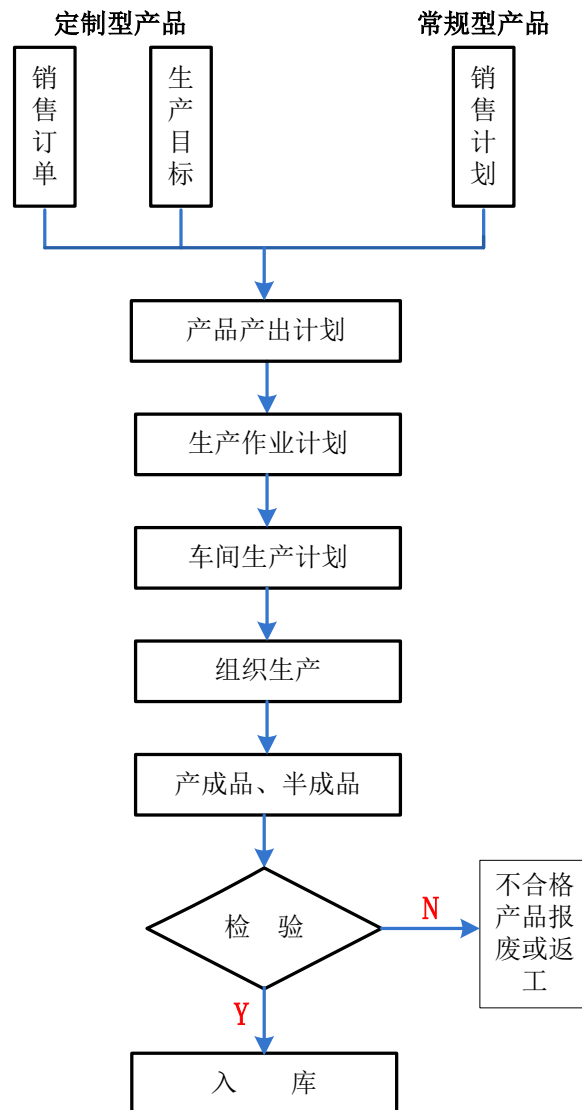 定制型产品
常规型产品
销售订单
生产目标
销售计划
产品产出计划
生产作业计划
车间生产计划
组织生产
产成品、半成品
检 验
N
不合格
产品报
废或返
工
Y
入 库